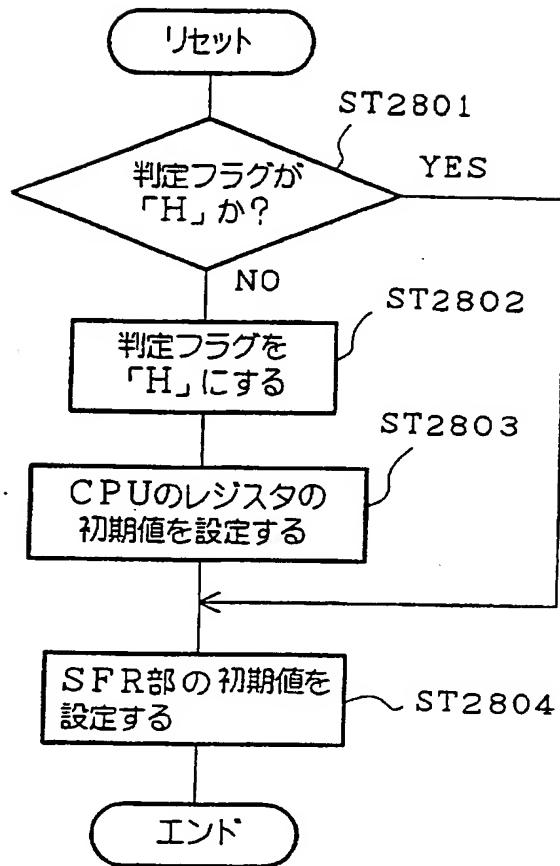 リセット
ST2801
判定フラグが
「H」か?
YES
NO
ST2802
判定フラグを
「H」にする
ST2803
CPUのレジスタの
初期値を設定する
SFR部の初期値を
設定する
ST2804
エンド